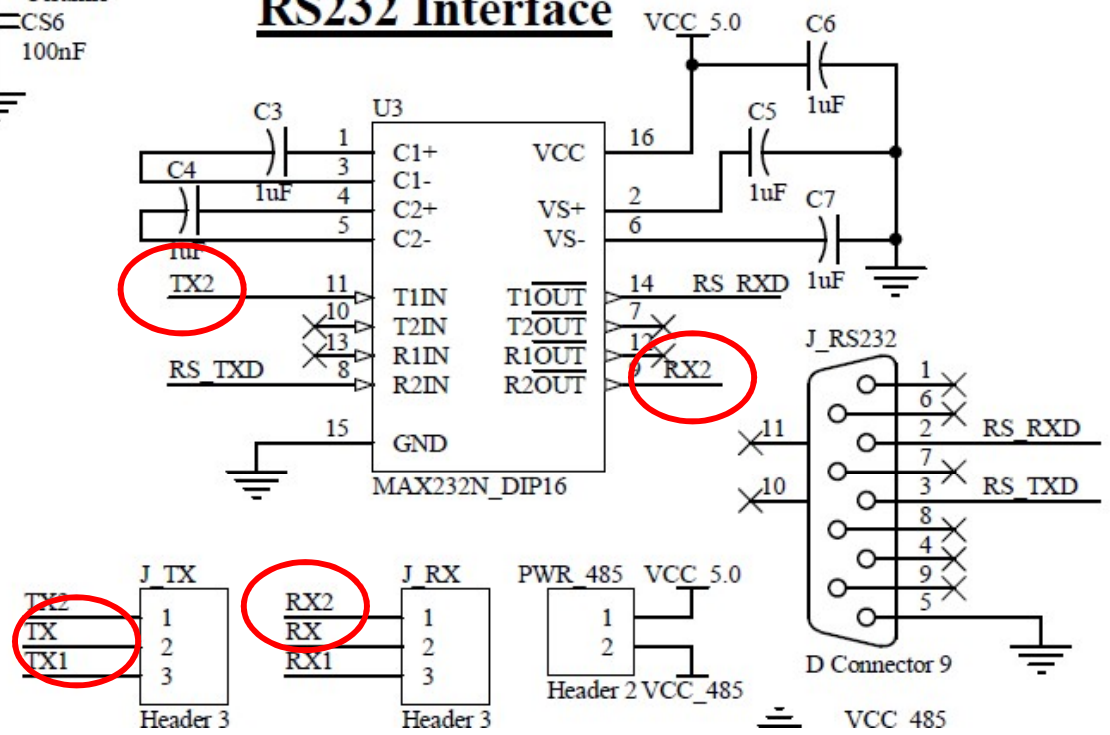 CS6
100nF
RS232 Interface
VCC_5.0
C6
1uF
U3
C3
1uF
C4
1uF
C5
1uF
C7
1uF
1 C1+ VCC 16
3 C1-
4 C2+ VS+ 2
5 C2- VS- 6
TX2 11 T1IN T1OUT 14 RS_RXD
10 T2IN T2OUT 7
13 R1IN R1OUT 12
RS_TXD 8 R2IN R2OUT 9 RX2
15 GND
MAX232N_DIP16
J_RS232
1
6
11 2 RS_RXD
7
10 3 RS_TXD
8
4
9
5
D Connector 9
J_TX
TX2 1
TX 2
TX1 3
Header 3
J_RX
RX2 1
RX 2
RX1 3
Header 3
PWR_485 VCC_5.0
1
2
Header 2 VCC_485
VCC_485